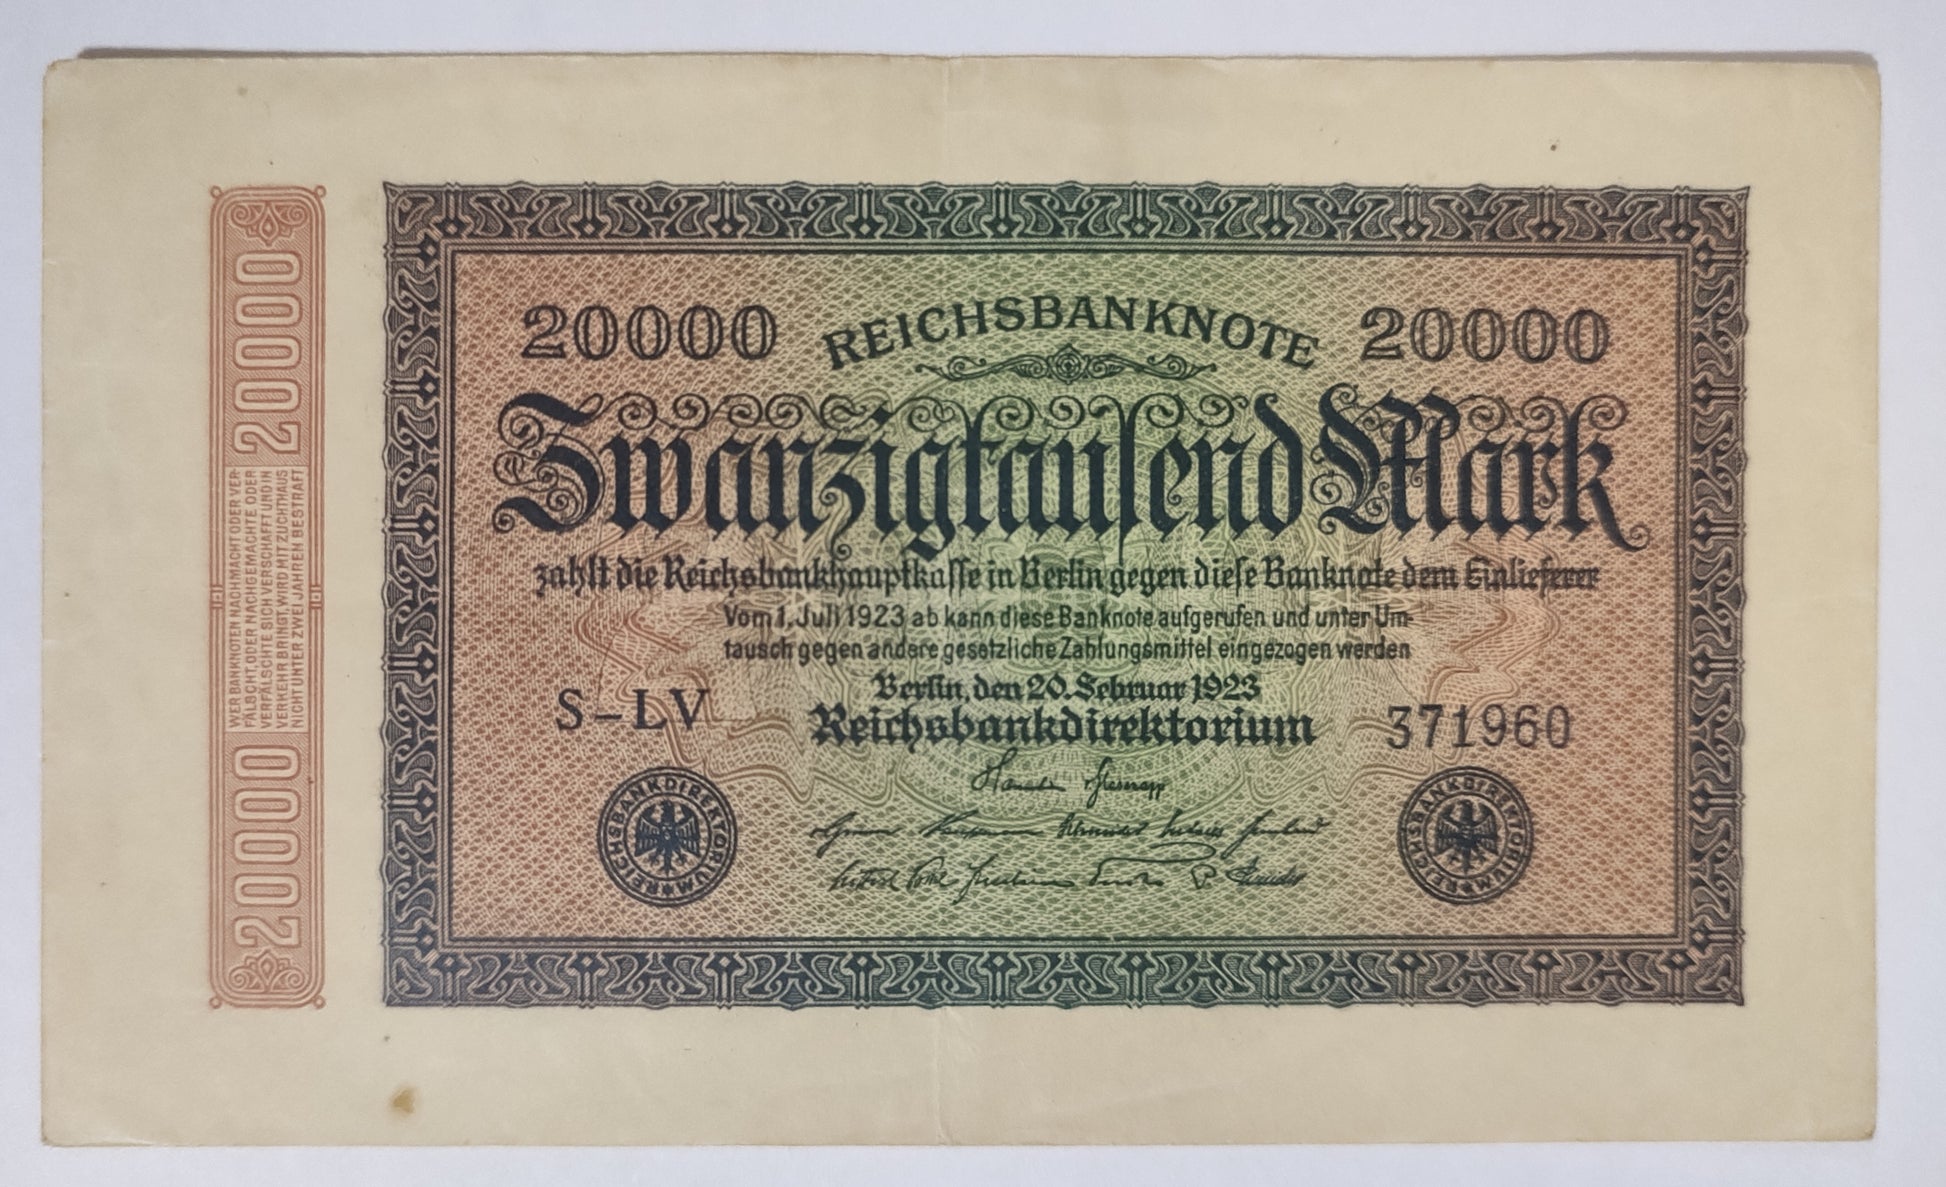 20000
WER BANKNOTEN NACHMACHT ODER VER-
FÄLSCHT, ODER NACHGEMACHTE ODER
VERFÄLSCHTE SICH VERSCHAFFT UND IN
VERKEHR BRINGT, WIRD MIT ZUCHTHAUS
NICHT UNTER ZWEI JAHREN BESTRAFT
20000
20000 REICHSBANKNOTE 20000
Zwanzigtausend Mark
zahlt die Reichsbankhauptkasse in Berlin gegen diese Banknote dem Einlieferer
Vom 1. Juli 1923 ab kann diese Banknote aufgerufen und unter Um-
tausch gegen andere gesetzliche Zahlungsmittel eingezogen werden
Berlin, den 20. Februar 1923
S-LV Reichsbankdirektorium 371960
REICHSBANKDIREKTORIUM
REICHSBANKDIREKTORIUM